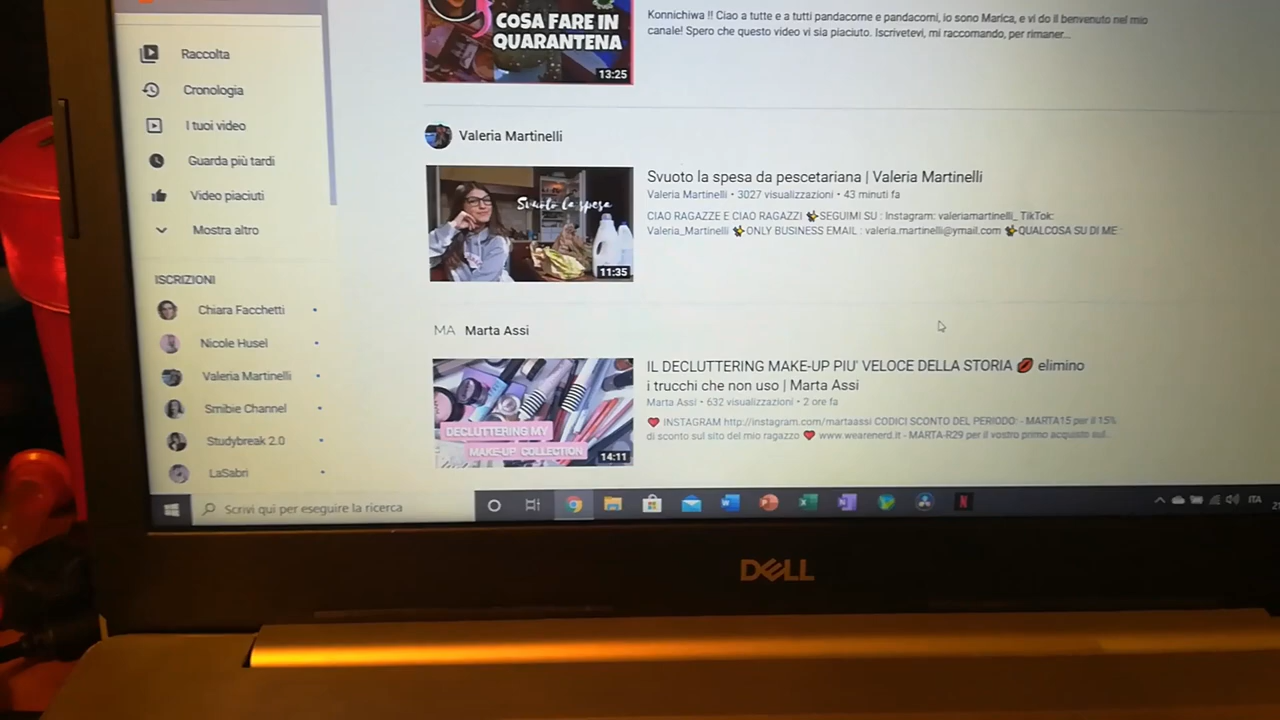 COSA FARE IN
QUARANTENA
13:25
Konnichiwa !! Ciao a tutte e a tutti pandacorne e pandacorni, io sono Marica, e vi do il benvenuto nel mio
canale! Spero che questo video vi sia piaciuto. Iscrivetevi, mi raccomando, per rimaner...
Raccolta
Cronologia
I tuoi video
Guarda più tardi
Video piaciuti
Mostra altro
ISCRIZIONI
Chiara Facchetti
Nicole Husel
Valeria Martinelli
Smibie Channel
Studybreak 2.0
LaSabri
Valeria Martinelli
Svuoto la spesa
11:35
Svuoto la spesa da pescetariana | Valeria Martinelli
Valeria Martinelli • 3027 visualizzazioni • 43 minuti fa
CIAO RAGAZZE E CIAO RAGAZZI ✨SEGUIMI SU : Instagram: valeriamartinelli_ TikTok:
Valeria_Martinelli ✨ONLY BUSINESS EMAIL : valeria.martinelli@ymail.com ✨QUALCOSA SU DI ME :
MA Marta Assi
DECLUTTERING MY
MAKE-UP COLLECTION
14:11
IL DECLUTTERING MAKE-UP PIU' VELOCE DELLA STORIA 💋 elimino
i trucchi che non uso | Marta Assi
Marta Assi • 632 visualizzazioni • 2 ore fa
❤️ INSTAGRAM http://instagram.com/martaassi CODICI SCONTO DEL PERIODO: - MARTA15 per il 15%
di sconto sul sito del mio ragazzo ❤️ www.wearenerd.it - MARTA-R29 per il vostro primo acquisto sul...
Scrivi qui per eseguire la ricerca
ITA
DELL